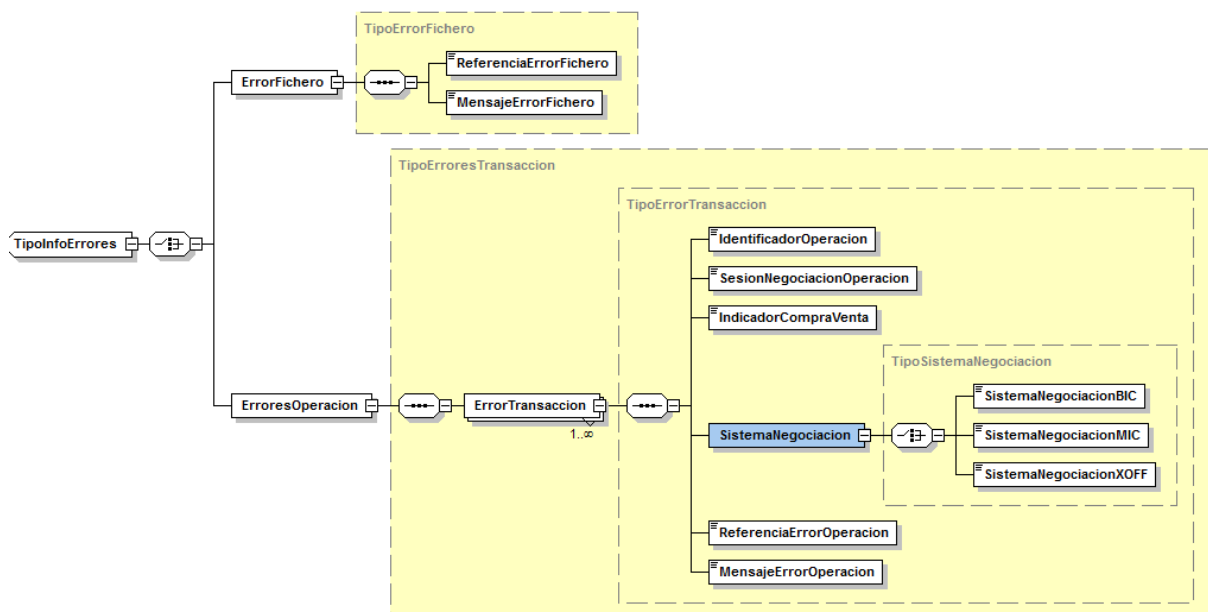 TipoErrorFichero
ReferenciaErrorFichero
ErrorFichero
MensajeErrorFichero
TipoErroresTransaccion
TipoErrorTransaccion
IdentificadorOperacion
TipoInfoErrores
SesionNegociacionOperacion
IndicadorCompraVenta
TipoSistemaNegociacion
SistemaNegociacionBIC
ErroresOperacion
ErrorTransaccion
1..∞
SistemaNegociacion
SistemaNegociacionMIC
SistemaNegociacionXOFF
ReferenciaErrorOperacion
MensajeErrorOperacion